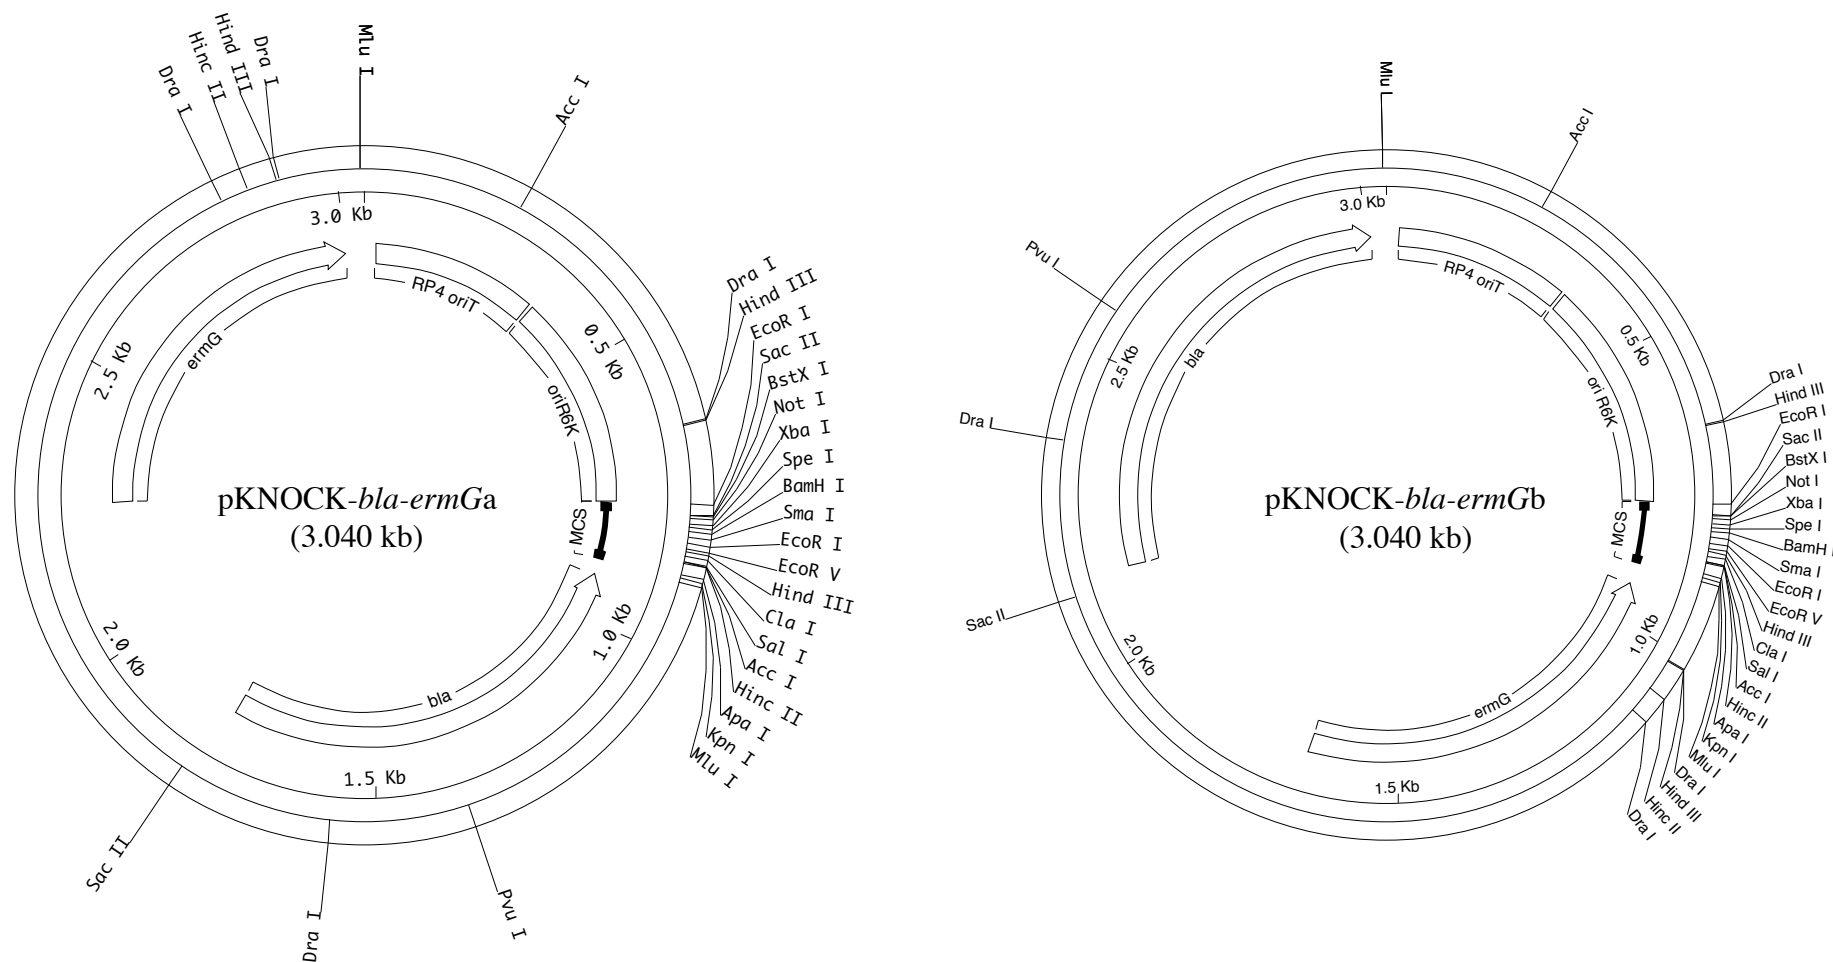 Dra I
Hinc II
Hind III
Dra I
Mlu I
Acc I
Dra I
Hind III
EcoR I
Sac II
BstX I
Not I
Xba I
Spe I
BamH I
Sma I
EcoR I
EcoR V
Hind III
Cla I
Sal I
Acc I
Hinc II
Apa I
Kpn I
Mlu I
Pvu I
Dra I
Sac II
3.0 Kb
0.5 Kb
1.0 Kb
1.5 Kb
2.0 Kb
2.5 Kb
RP4 oriT
oriR6K
MCS
bla
ermG
pKNOCK-bla-ermGa
(3.040 kb)
Mlu I
Acc I
Dra I
Hind III
EcoR I
Sac II
BstX I
Not I
Xba I
Spe I
BamH I
Sma I
EcoR I
EcoR V
Hind III
Cla I
Sal I
Acc I
Hinc II
Apa I
Kpn I
Mlu I
Dra I
Hind III
Hinc II
Dra I
Sac II
Dra I
Pvu I
3.0 Kb
0.5 Kb
1.0 Kb
1.5 Kb
2.0 Kb
2.5 Kb
RP4 oriT
ori R6K
MCS
ermG
bla
pKNOCK-bla-ermGb
(3.040 kb)